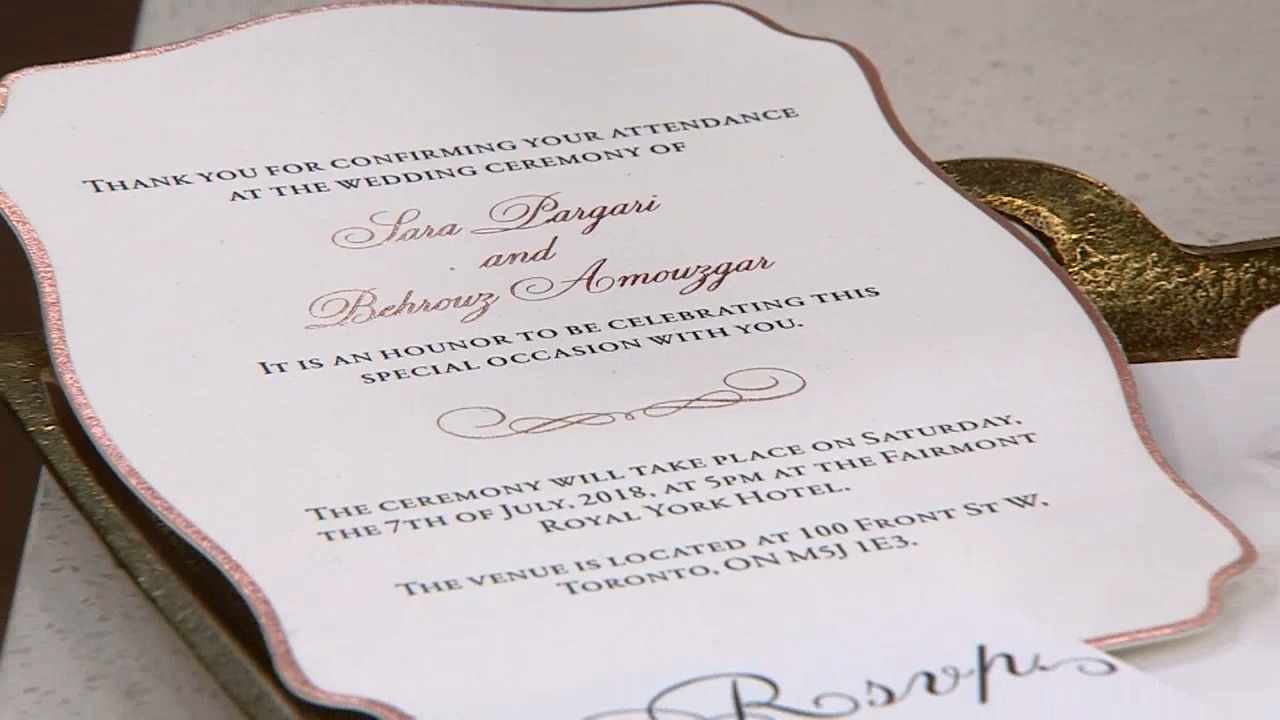 Thank you for confirming your attendance
at the wedding ceremony of
Sara Pargari
and
Behrouz Amouzgar
It is an hounor to be celebrating this
special occasion with you.
The ceremony will take place on Saturday,
the 7th of July, 2018, at 5pm at the Fairmont
Royal York Hotel.
The venue is located at 100 Front St W,
Toronto, ON M5J 1E3.
Rsvp